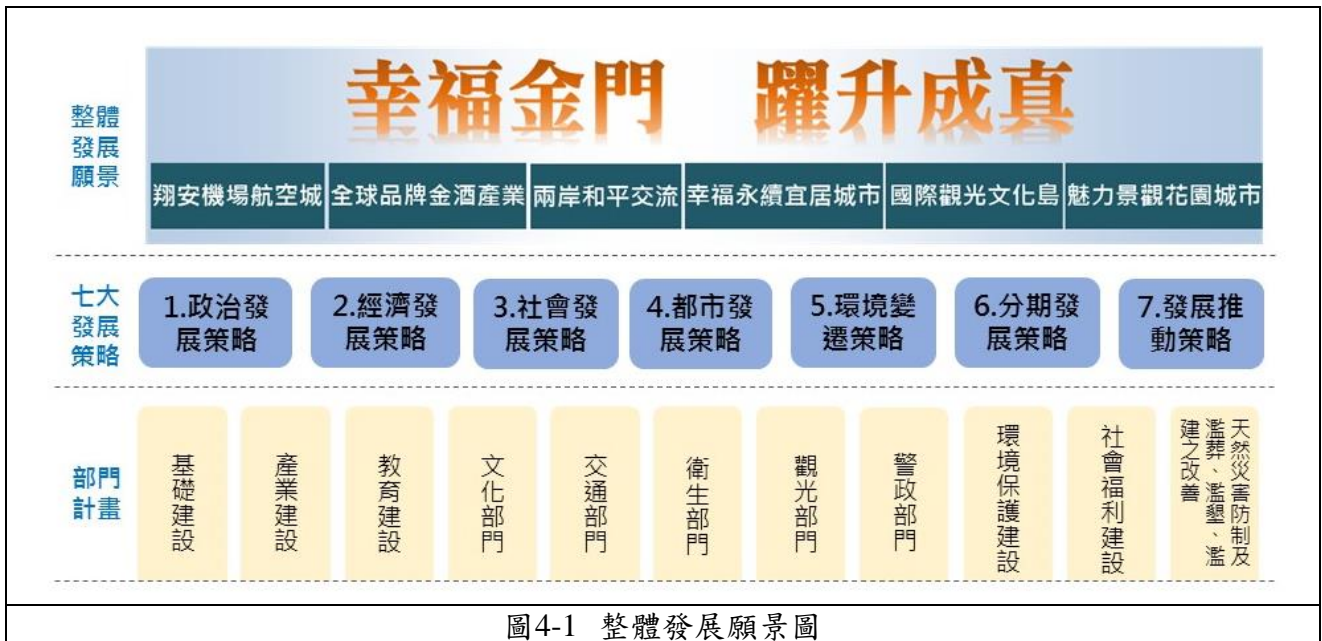 整體
發展
願景
幸福金門 躍升成真
翔安機場航空城
全球品牌金酒產業
兩岸和平交流
幸福永續宜居城市
國際觀光文化島
魅力景觀花園城市
七大
發展
策略
1.政治發
展策略
2.經濟發
展策略
3.社會發
展策略
4.都市發
展策略
5.環境變
遷策略
6.分期發
展策略
7.發展推
動策略
部門
計畫
基礎建設
產業建設
教育建設
文化部門
交通部門
衛生部門
觀光部門
警政部門
環境保護建設
社會福利建設
天然災害防制及
濫葬、濫墾、濫
建之改善
圖4-1 整體發展願景圖